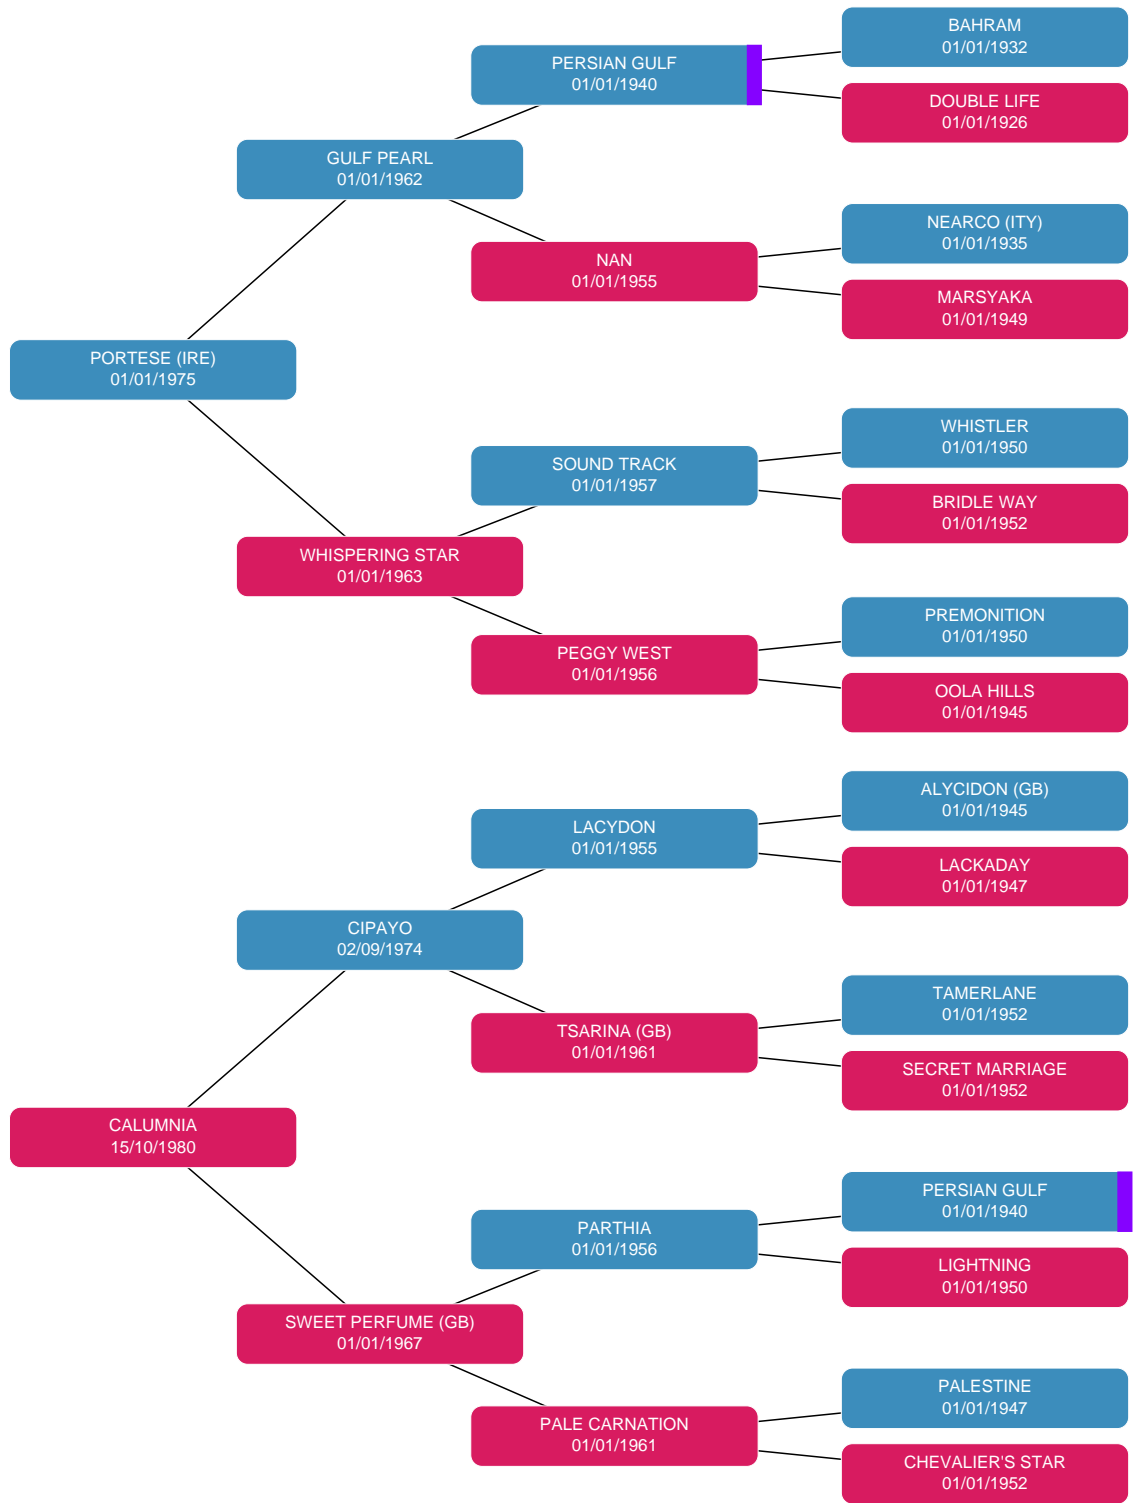 BAHRAM
01/01/1932
PERSIAN GULF
01/01/1940
DOUBLE LIFE
01/01/1926
GULF PEARL
01/01/1962
NEARCO (ITY)
01/01/1935
NAN
01/01/1955
MARSYAKA
01/01/1949
PORTESE (IRE)
01/01/1975
WHISTLER
01/01/1950
SOUND TRACK
01/01/1957
BRIDLE WAY
01/01/1952
WHISPERING STAR
01/01/1963
PREMONITION
01/01/1950
PEGGY WEST
01/01/1956
OOLA HILLS
01/01/1945
ALYCIDON (GB)
01/01/1945
LACYDON
01/01/1955
LACKADAY
01/01/1947
CIPAYO
02/09/1974
TAMERLANE
01/01/1952
TSARINA (GB)
01/01/1961
SECRET MARRIAGE
01/01/1952
CALUMNIA
15/10/1980
PERSIAN GULF
01/01/1940
PARTHIA
01/01/1956
LIGHTNING
01/01/1950
SWEET PERFUME (GB)
01/01/1967
PALESTINE
01/01/1947
PALE CARNATION
01/01/1961
CHEVALIER'S STAR
01/01/1952